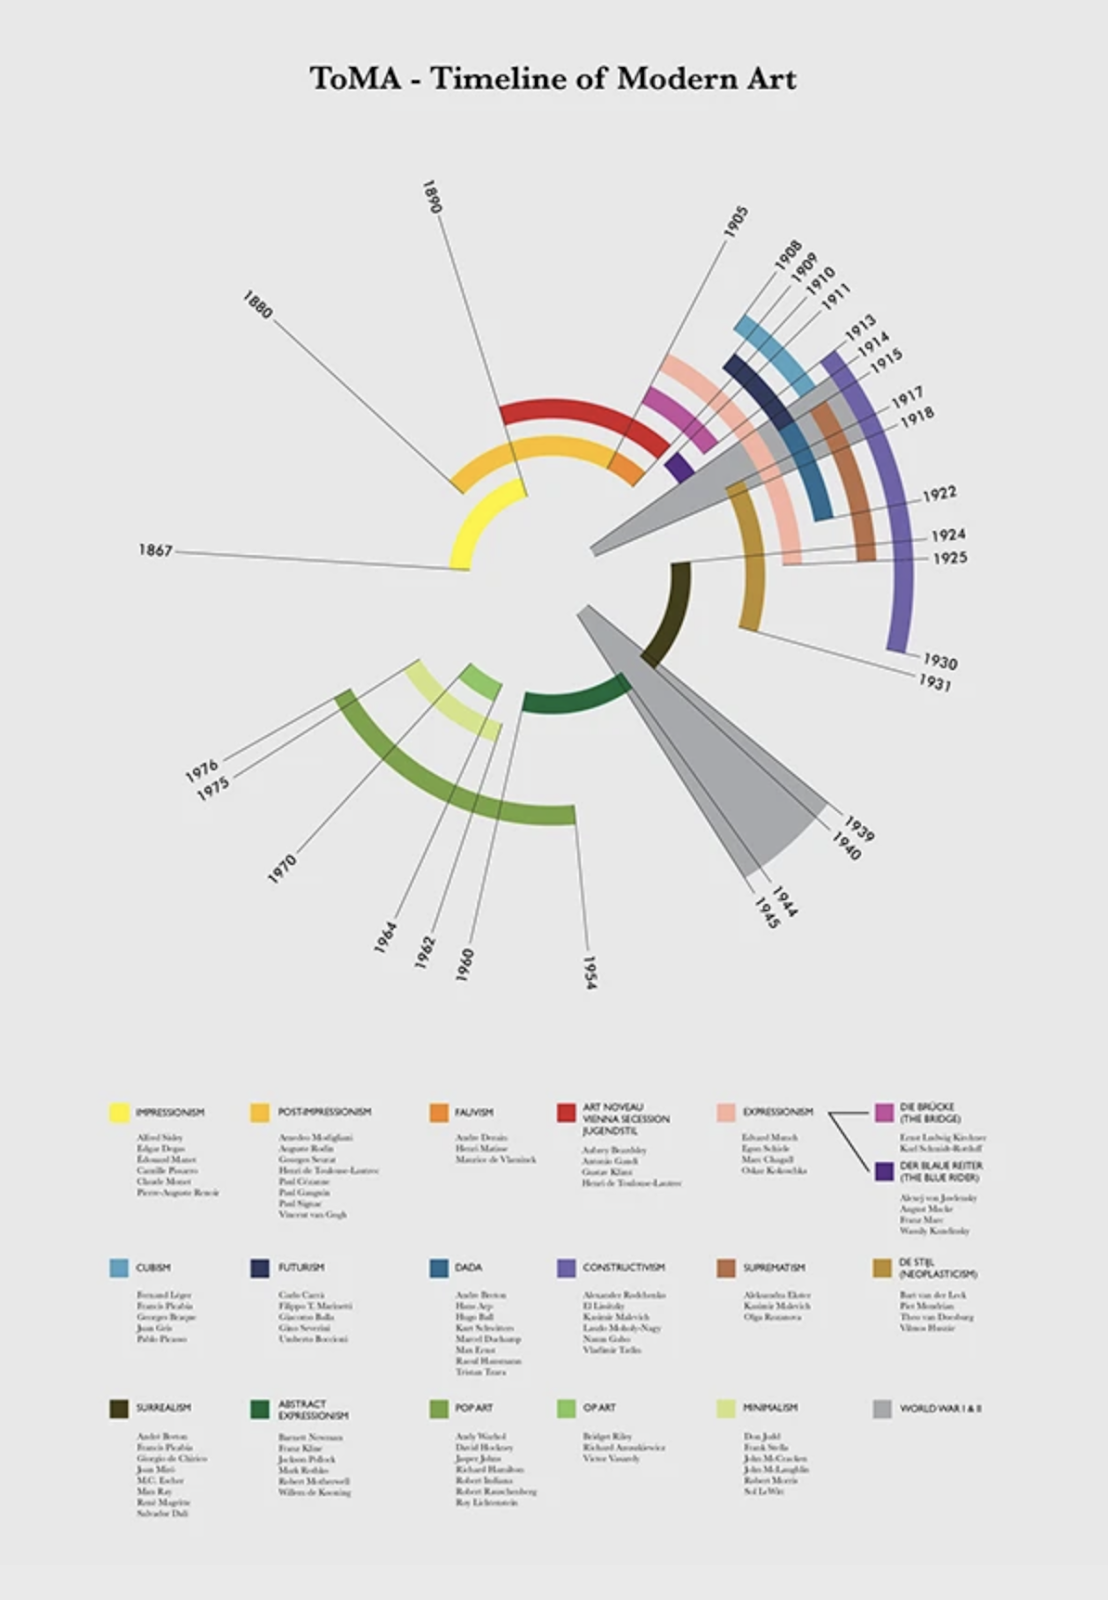 ToMA - Timeline of Modern Art
1890
1905
1880
1908
1909
1910
1911
1913
1914
1915
1917
1918
1867
1922
1924
1925
1930
1931
1976
1975
1939
1940
1970
1944
1945
1964
1962
1960
1954
IMPRESSIONISM
Alfred Sisley
Edgar Degas
Édouard Manet
Camille Pissarro
Claude Monet
Pierre-Auguste Renoir
POST-IMPRESSIONISM
Amedeo Modigliani
Auguste Rodin
Georges Seurat
Henri de Toulouse-Lautrec
Paul Cézanne
Paul Gauguin
Paul Signac
Vincent van Gogh
FAUVISM
Andre Derain
Henri Matisse
Maurice de Vlaminck
ART NOVEAU
VIENNA SECESSION
JUGENDSTIL
Aubrey Beardsley
Antonio Gaudi
Gustav Klimt
Henri de Toulouse-Lautrec
EXPRESSIONISM
Edvard Munch
Egon Schiele
Marc Chagall
Oskar Kokoschka
DIE BRÜCKE
(THE BRIDGE)
Ernst Ludwig Kirchner
Karl Schmidt-Rottluff
DER BLAUE REITER
(THE BLUE RIDER)
Alexej von Jawlensky
August Macke
Franz Marc
Wassily Kandinsky
CUBISM
Fernand Léger
Francis Picabia
Georges Braque
Juan Gris
Pablo Picasso
FUTURISM
Carlo Carrà
Filippo T. Marinetti
Giacomo Balla
Gino Severini
Umberto Boccioni
DADA
Andre Breton
Hans Arp
Hugo Ball
Kurt Schwitters
Marcel Duchamp
Max Ernst
Raoul Hausmann
Tristan Tzara
CONSTRUCTIVISM
Alexander Rodchenko
El Lissitzky
Kasimir Malevich
Laszlo Moholy-Nagy
Naum Gabo
Vladimir Tatlin
SUPREMATISM
Aleksandra Ekster
Kasimir Malevich
Olga Rozanova
DE STIJL
(NEOPLASTICISM)
Bart van der Leck
Piet Mondrian
Theo van Doesburg
Vilmos Huszár
SURREALISM
André Breton
Francis Picabia
Giorgio de Chirico
Joan Miró
M.C. Escher
Man Ray
René Magritte
Salvador Dalí
ABSTRACT
EXPRESSIONISM
Barnett Newman
Franz Kline
Jackson Pollock
Mark Rothko
Robert Motherwell
Willem de Kooning
POP ART
Andy Warhol
David Hockney
Jasper Johns
Richard Hamilton
Robert Indiana
Robert Rauschenberg
Roy Lichtenstein
OP ART
Bridget Riley
Richard Anuszkiewicz
Victor Vasarely
MINIMALISM
Don Judd
Frank Stella
John McCracken
John McLaughlin
Robert Morris
Sol LeWitt
WORLD WAR I & II